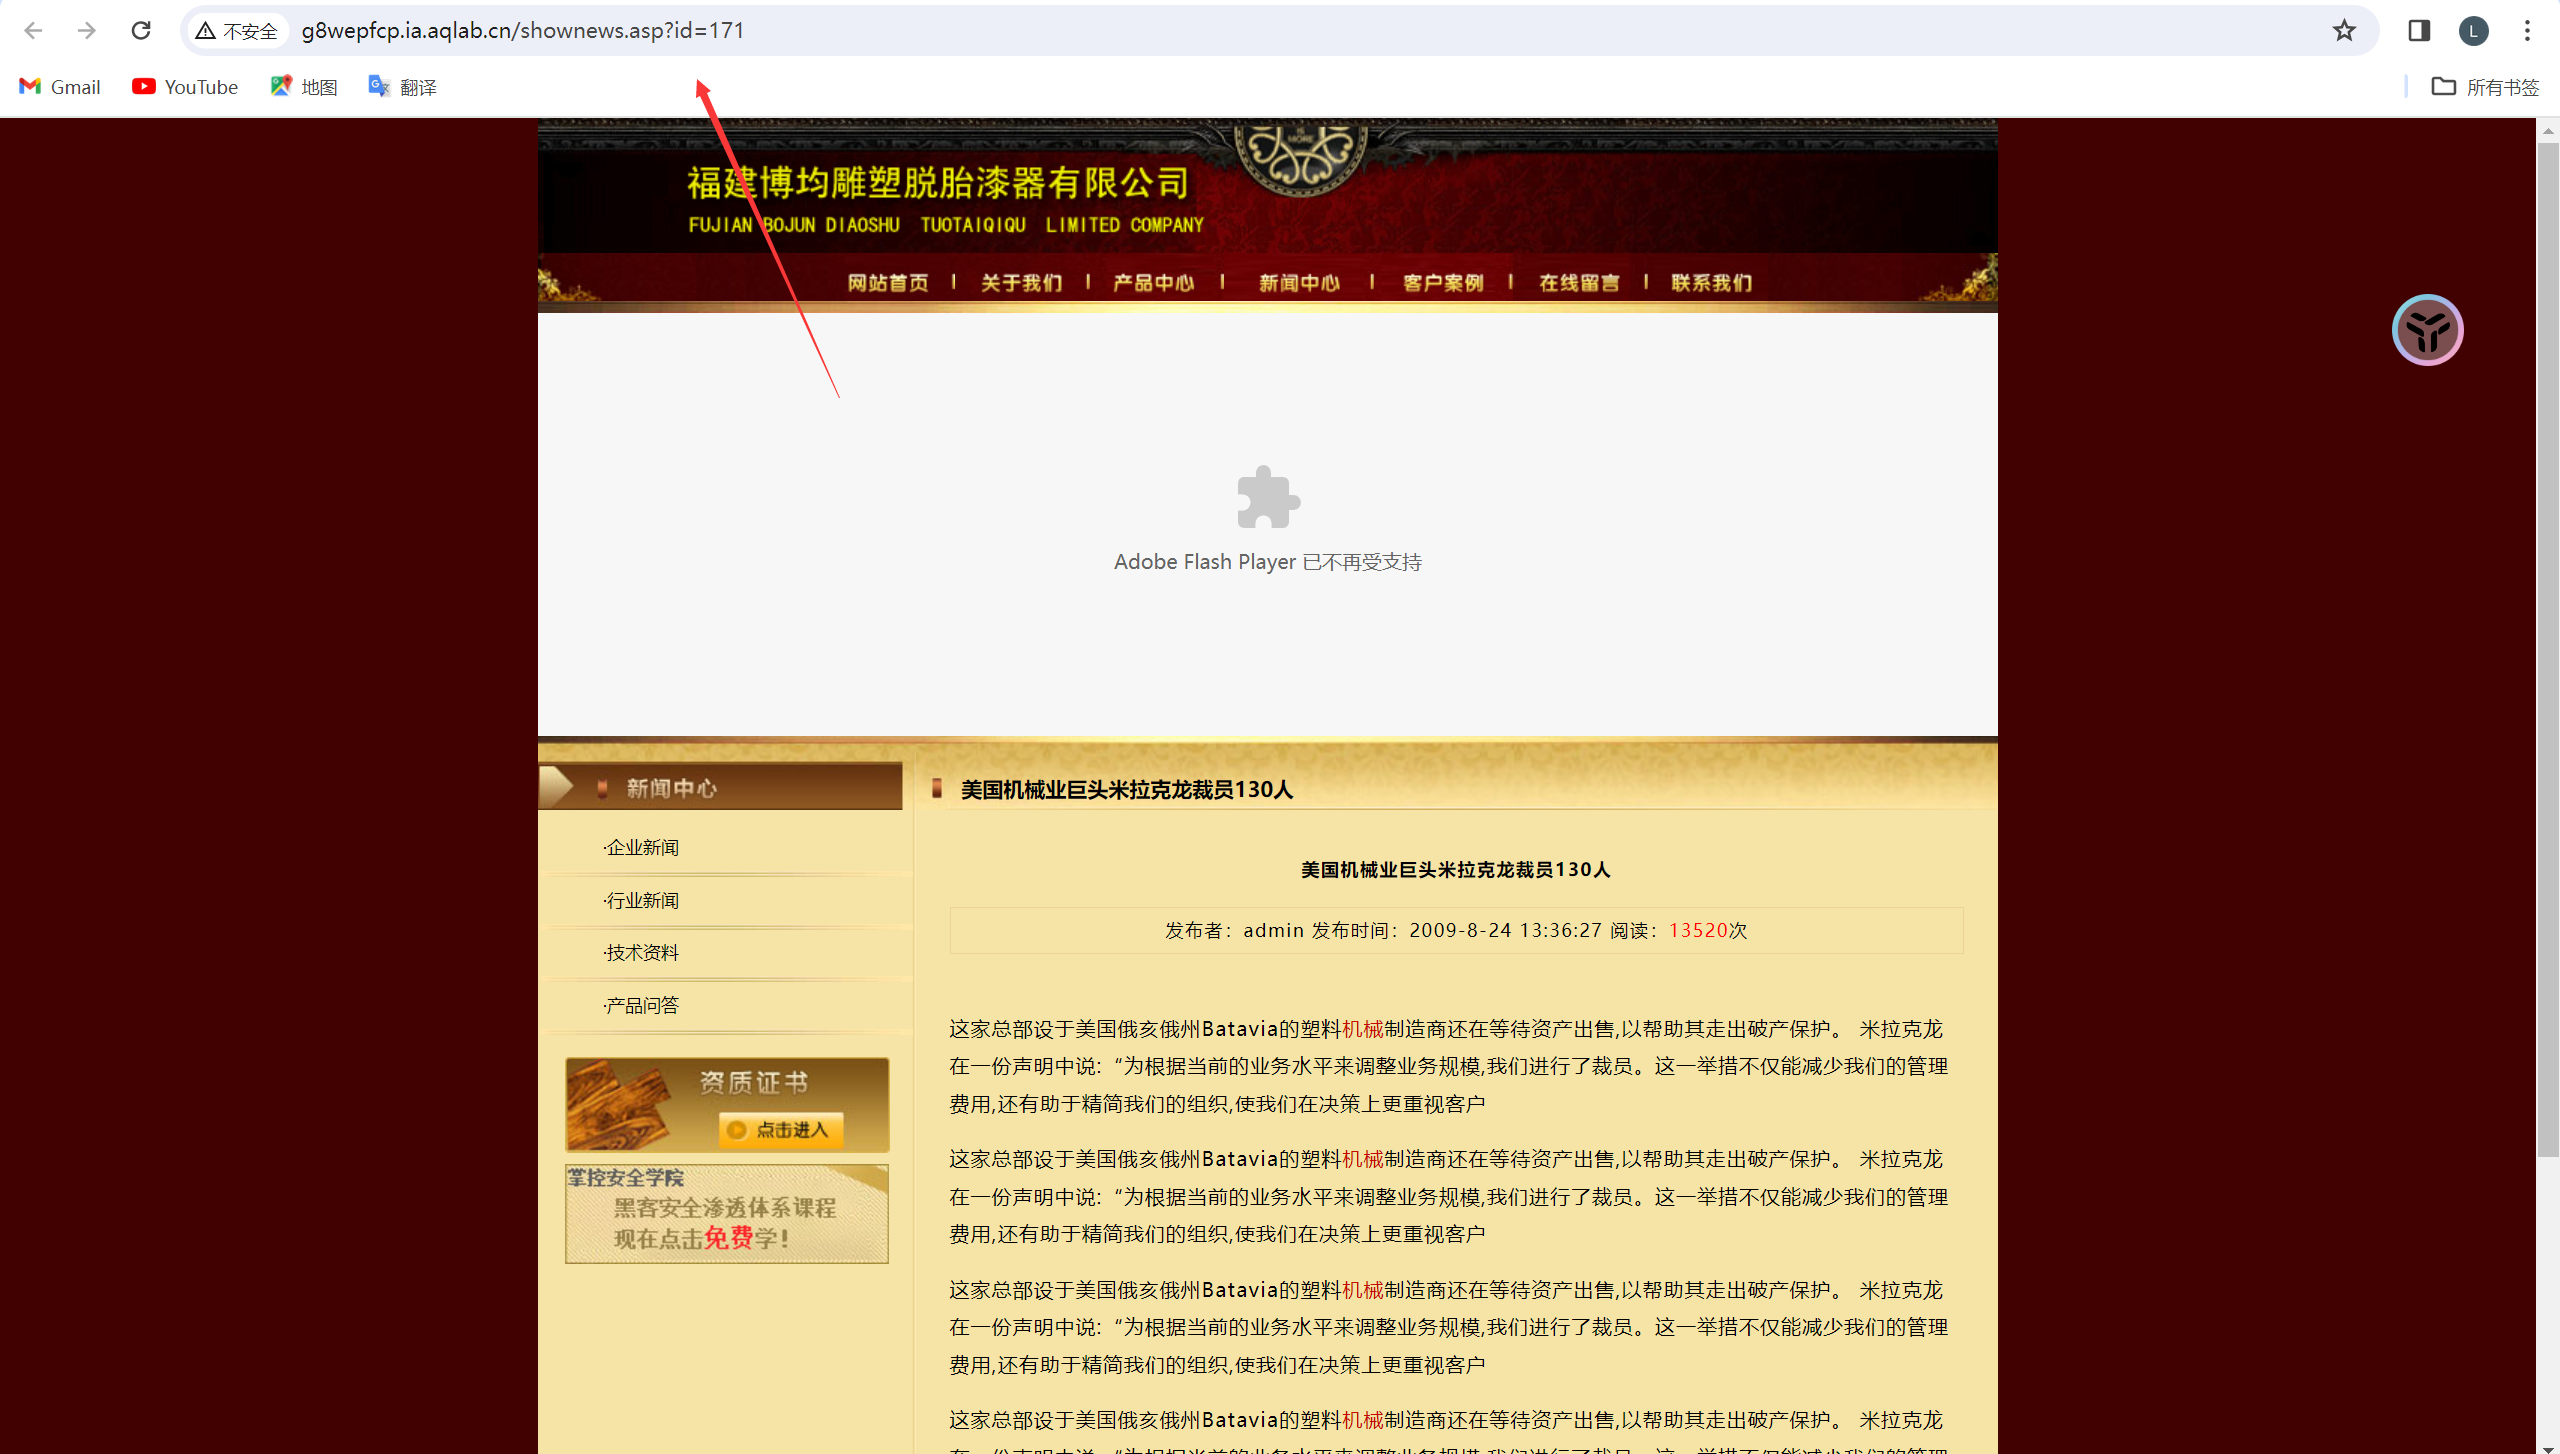 不安全
g8wepfcp.ia.aqlab.cn/shownews.asp?id=171
L
Gmail
YouTube
地图
翻译
所有书签
MORE
福建博均雕塑脱胎漆器有限公司
FUJIAN BOJUN DIAOSHU TUOTAIQIQU LIMITED COMPANY
网站首页 | 关于我们 | 产品中心 | 新闻中心 | 客户案例 | 在线留言 | 联系我们
Adobe Flash Player 已不再受支持
新闻中心
·企业新闻
·行业新闻
·技术资料
·产品问答
资质证书
点击进入
掌控安全学院
黑客安全渗透体系课程
现在点击免费学!
美国机械业巨头米拉克龙裁员130人
美国机械业巨头米拉克龙裁员130人
发布者：admin 发布时间：2009-8-24 13:36:27 阅读：13520次
这家总部设于美国俄亥俄州Batavia的塑料机械制造商还在等待资产出售,以帮助其走出破产保护。 米拉克龙
在一份声明中说:“为根据当前的业务水平来调整业务规模,我们进行了裁员。这一举措不仅能减少我们的管理
费用,还有助于精简我们的组织,使我们在决策上更重视客户
这家总部设于美国俄亥俄州Batavia的塑料机械制造商还在等待资产出售,以帮助其走出破产保护。 米拉克龙
在一份声明中说:“为根据当前的业务水平来调整业务规模,我们进行了裁员。这一举措不仅能减少我们的管理
费用,还有助于精简我们的组织,使我们在决策上更重视客户
这家总部设于美国俄亥俄州Batavia的塑料机械制造商还在等待资产出售,以帮助其走出破产保护。 米拉克龙
在一份声明中说:“为根据当前的业务水平来调整业务规模,我们进行了裁员。这一举措不仅能减少我们的管理
费用,还有助于精简我们的组织,使我们在决策上更重视客户
这家总部设于美国俄亥俄州Batavia的塑料机械制造商还在等待资产出售,以帮助其走出破产保护。 米拉克龙